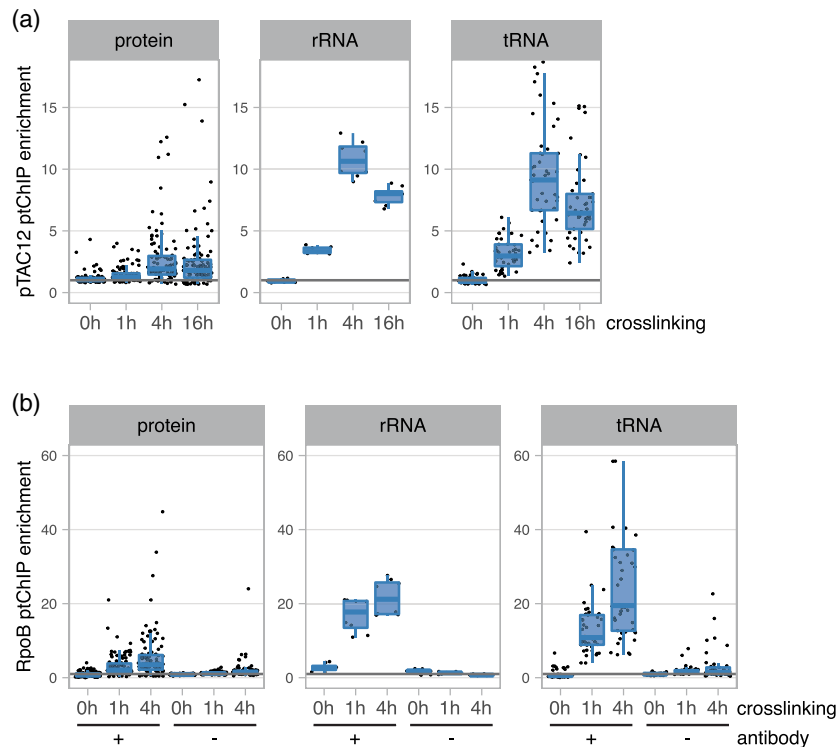 (a)
protein rRNA tRNA
pTAC12 ptChIP enrichment
15 15 15
10 10 10
5 5 5
0 0 0
0h 1h 4h 16h 0h 1h 4h 16h 0h 1h 4h 16h crosslinking
(b)
protein rRNA tRNA
RpoB ptChIP enrichment
60 60 60
40 40 40
20 20 20
0 0 0
0h 1h 4h 0h 1h 4h 0h 1h 4h 0h 1h 4h 0h 1h 4h 0h 1h 4h crosslinking
+ - + - + - antibody